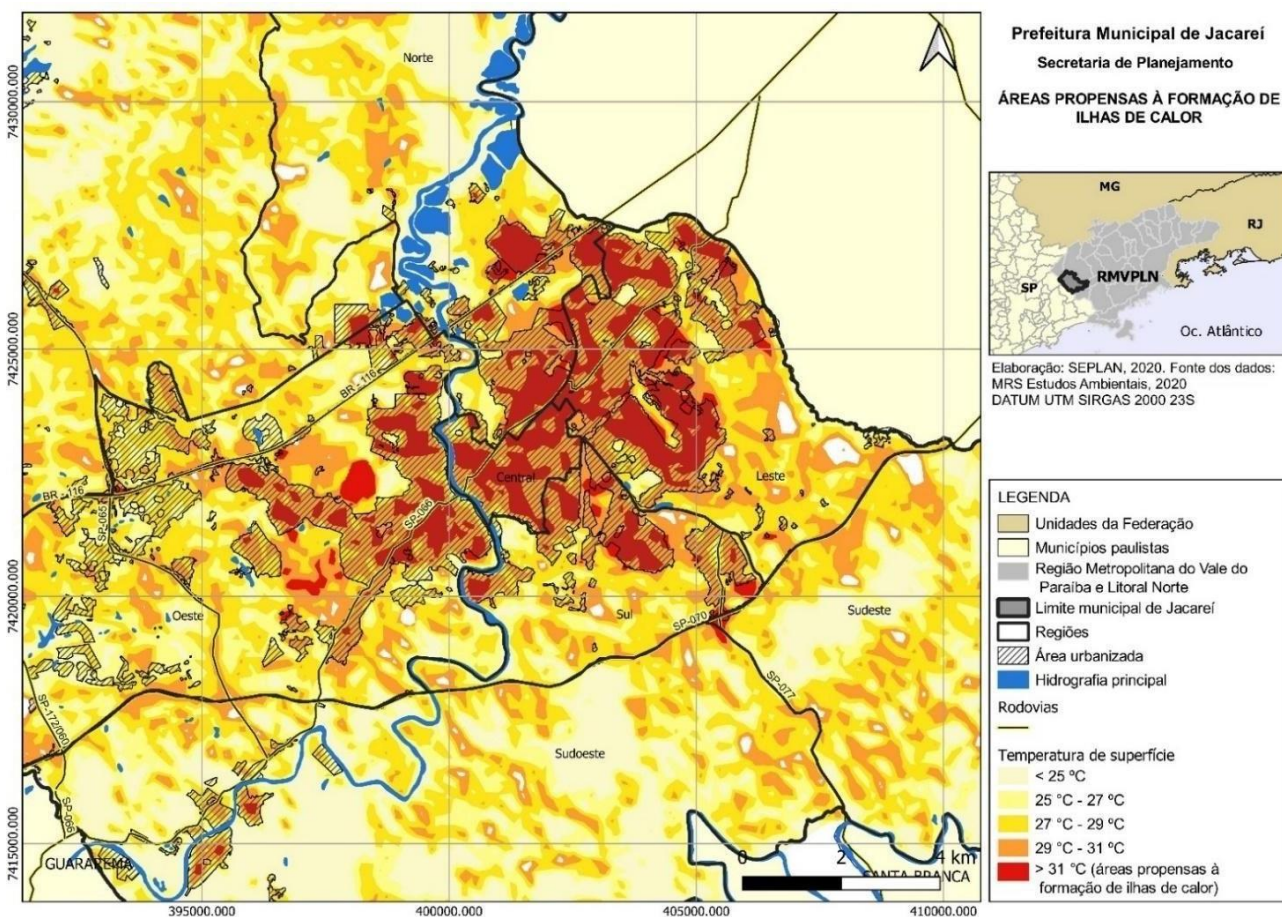 Prefeitura Municipal de Jacareí
Secretaria de Planejamento
ÁREAS PROPENSAS À FORMAÇÃO DE
ILHAS DE CALOR
MG
RJ
SP
RMVPLN
Oc. Atlântico
Elaboração: SEPLAN, 2020. Fonte dos dados:
MRS Estudos Ambientais, 2020
DATUM UTM SIRGAS 2000 23S
LEGENDA
Unidades da Federação
Municípios paulistas
Região Metropolitana do Vale do
Paraíba e Litoral Norte
Limite municipal de Jacareí
Regiões
Área urbanizada
Hidrografia principal
Rodovias
Temperatura de superfície
< 25 ºC
25 °C - 27 ºC
27 °C - 29 ºC
29 °C - 31 ºC
> 31 °C (áreas propensas à
formação de ilhas de calor)
Norte
BR - 116
BR - 116
SP-065
SP-066
Central
Leste
Oeste
Sul
SP-070
Sudeste
SP-077
SP-172/060
Sudoeste
SP-066
GUARAREMA
SANTA BRANCA
0 2 4 km
7430000.000
7425000.000
7420000.000
7415000.000
395000.000 400000.000 405000.000 410000.000